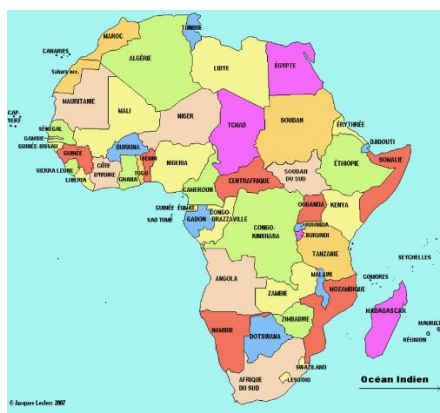 CANARIES
MAROC
TUNISIE
ALGÉRIE
LIBYE
ÉGYPTE
Sahara occ.
CAP-
VERT
MAURITANIE
MALI
NIGER
TCHAD
SOUDAN
ÉRYTHRÉE
DJIBOUTI
SÉNÉGAL
GAMBIE
GUINÉE-BISSAU
GUINÉE
SIERRA LEONE
LIBERIA
CÔTE
D'IVOIRE
BURKINA
GHANA
TOGO
BÉNIN
NIGERIA
CAMEROUN
CENTRAFRIQUE
SOUDAN
DU SUD
ÉTHIOPIE
SOMALIE
GUINÉE ÉQUAT.
SAO TOMÉ
GABON
CONGO-
BRAZZAVILLE
CONGO-
KINSHASA
OUGANDA
KENYA
RWANDA
BURUNDI
TANZANIE
SEYCHELLES
COMORES
ANGOLA
ZAMBIE
MALAWI
MOZAMBIQUE
MADAGASCAR
ZIMBABWE
NAMIBIE
BOTSWANA
SWAZILAND
LESOTHO
AFRIQUE
DU SUD
MAURICE
RÉUNION
Océan Indien
© Jacques Leclerc 2007